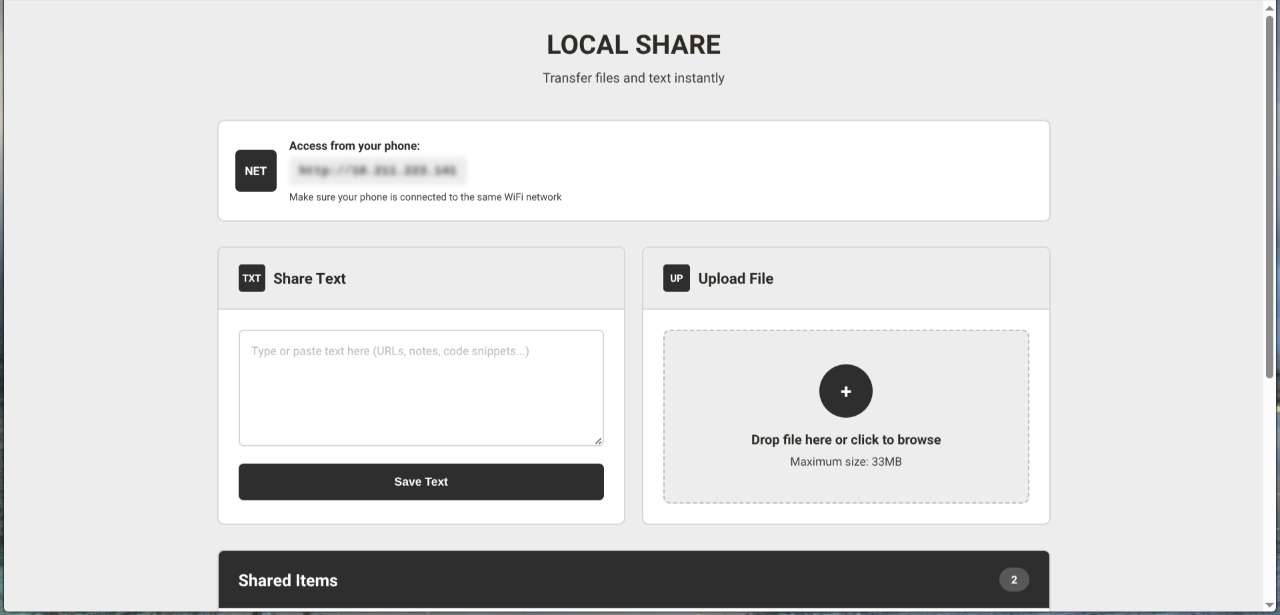 LOCAL SHARE
Transfer files and text instantly
NET
Access from your phone:
Make sure your phone is connected to the same WiFi network
TXT
Share Text
Type or paste text here (URLs, notes, code snippets...)
Save Text
UP
Upload File
+
Drop file here or click to browse
Maximum size: 33MB
Shared Items
2